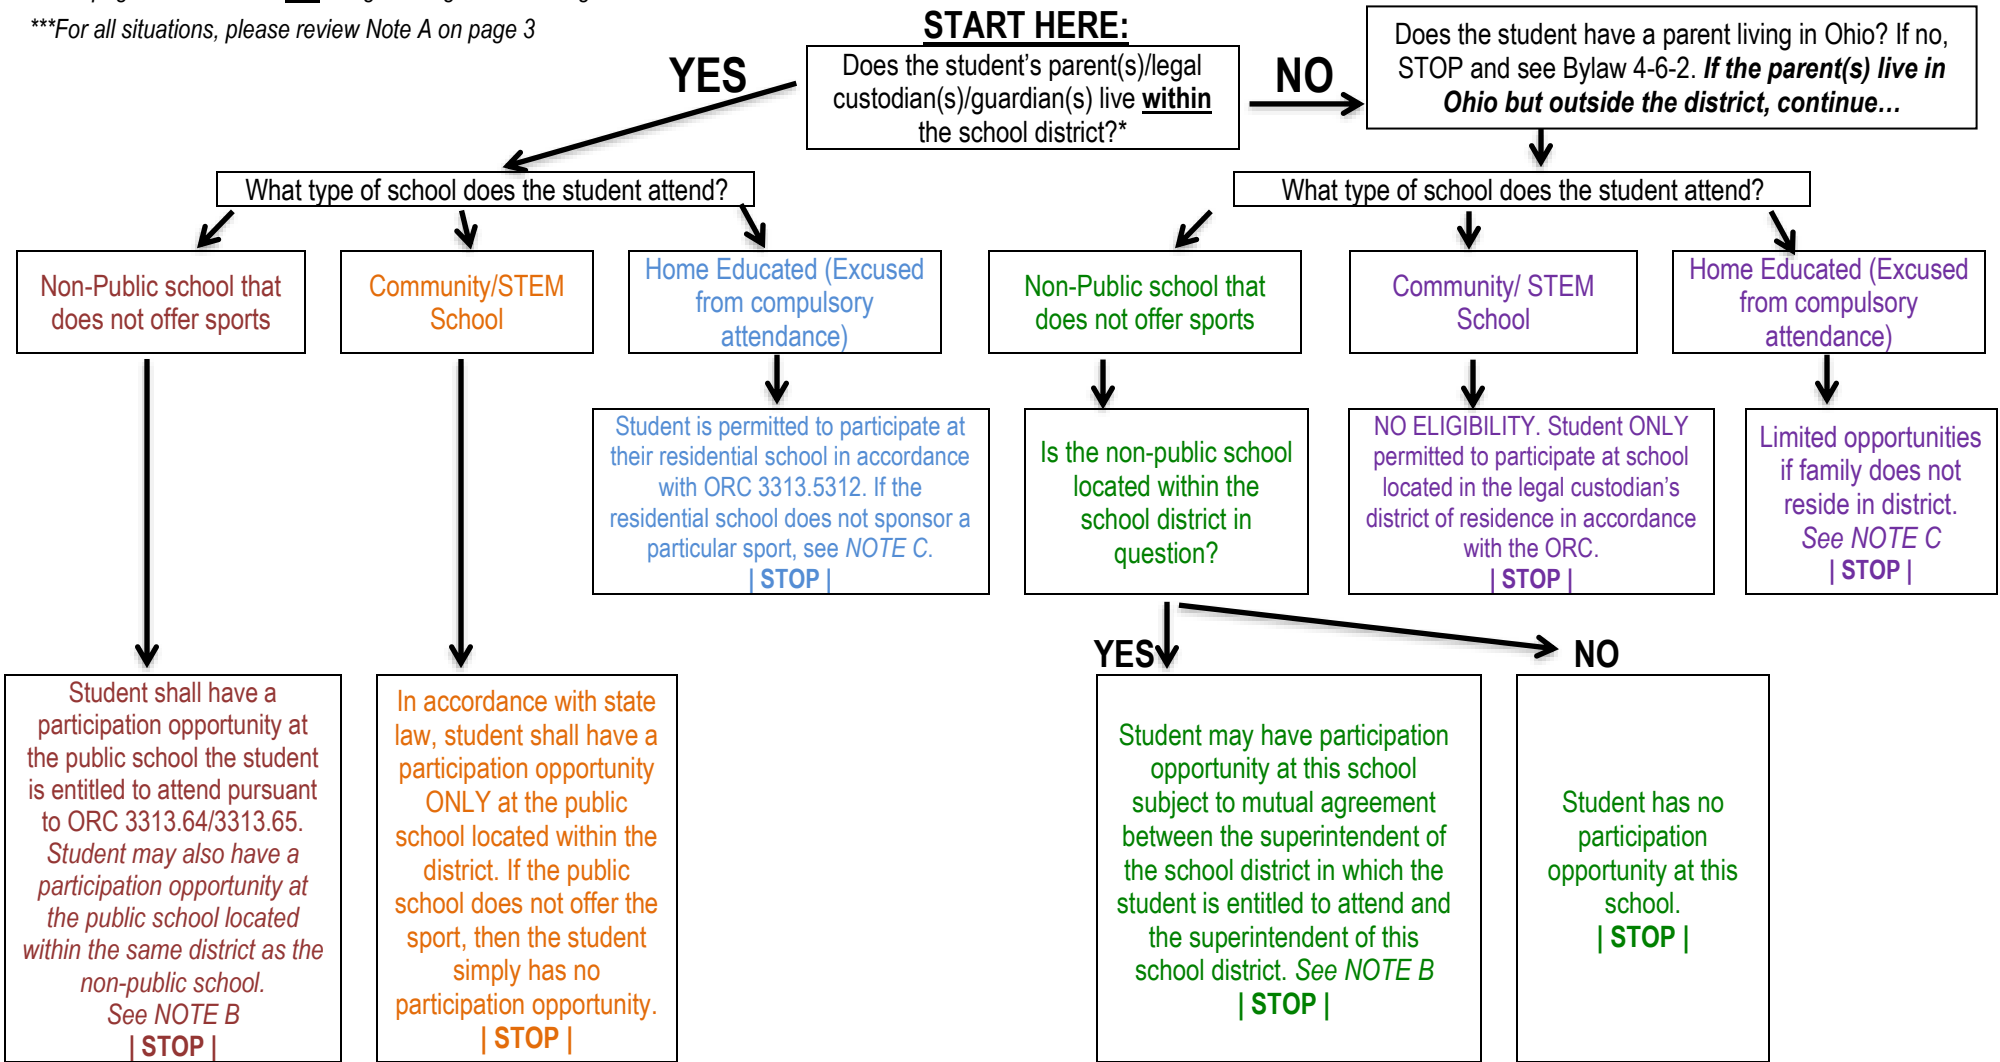 ***For all situations, please review Note A on page 3
START HERE:
YES
Does the student's parent(s)/legal
custodian(s)/guardian(s) live within
the school district?*
NO
Does the student have a parent living in Ohio? If no,
STOP and see Bylaw 4-6-2. If the parent(s) live in
Ohio but outside the district, continue…
What type of school does the student attend?
What type of school does the student attend?
Non-Public school that
does not offer sports
Community/STEM
School
Home Educated (Excused
from compulsory
attendance)
Non-Public school that
does not offer sports
Community/ STEM
School
Home Educated (Excused
from compulsory
attendance)
Student is permitted to participate at
their residential school in accordance
with ORC 3313.5312. If the
residential school does not sponsor a
particular sport, see NOTE C.
| STOP |
Is the non-public school
located within the
school district in
question?
NO ELIGIBILITY. Student ONLY
permitted to participate at school
located in the legal custodian's
district of residence in accordance
with the ORC.
| STOP |
Limited opportunities
if family does not
reside in district.
See NOTE C
| STOP |
YES
NO
Student shall have a
participation opportunity at
the public school the student
is entitled to attend pursuant
to ORC 3313.64/3313.65.
Student may also have a
participation opportunity at
the public school located
within the same district as the
non-public school.
See NOTE B
| STOP |
In accordance with state
law, student shall have a
participation opportunity
ONLY at the public
school located within the
district. If the public
school does not offer the
sport, then the student
simply has no
participation opportunity.
| STOP |
Student may have participation
opportunity at this school
subject to mutual agreement
between the superintendent of
the school district in which the
student is entitled to attend and
the superintendent of this
school district. See NOTE B
| STOP |
Student has no
participation
opportunity at this
school.
| STOP |